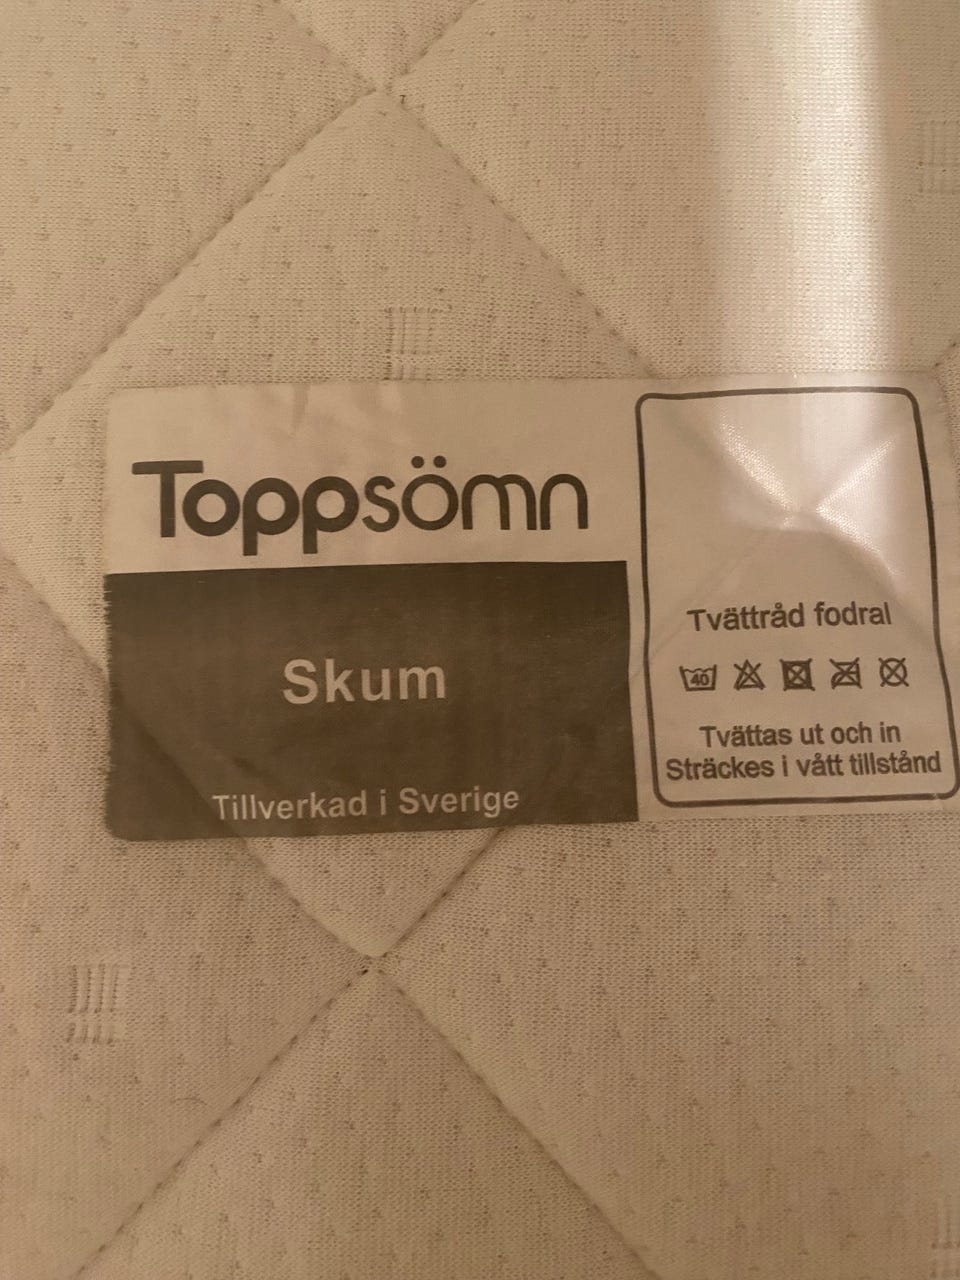 Toppsömn
Skum
Tillverkad i Sverige
Tvättråd fodral
40
Tvättas ut och in
Sträckes i vått tillstånd